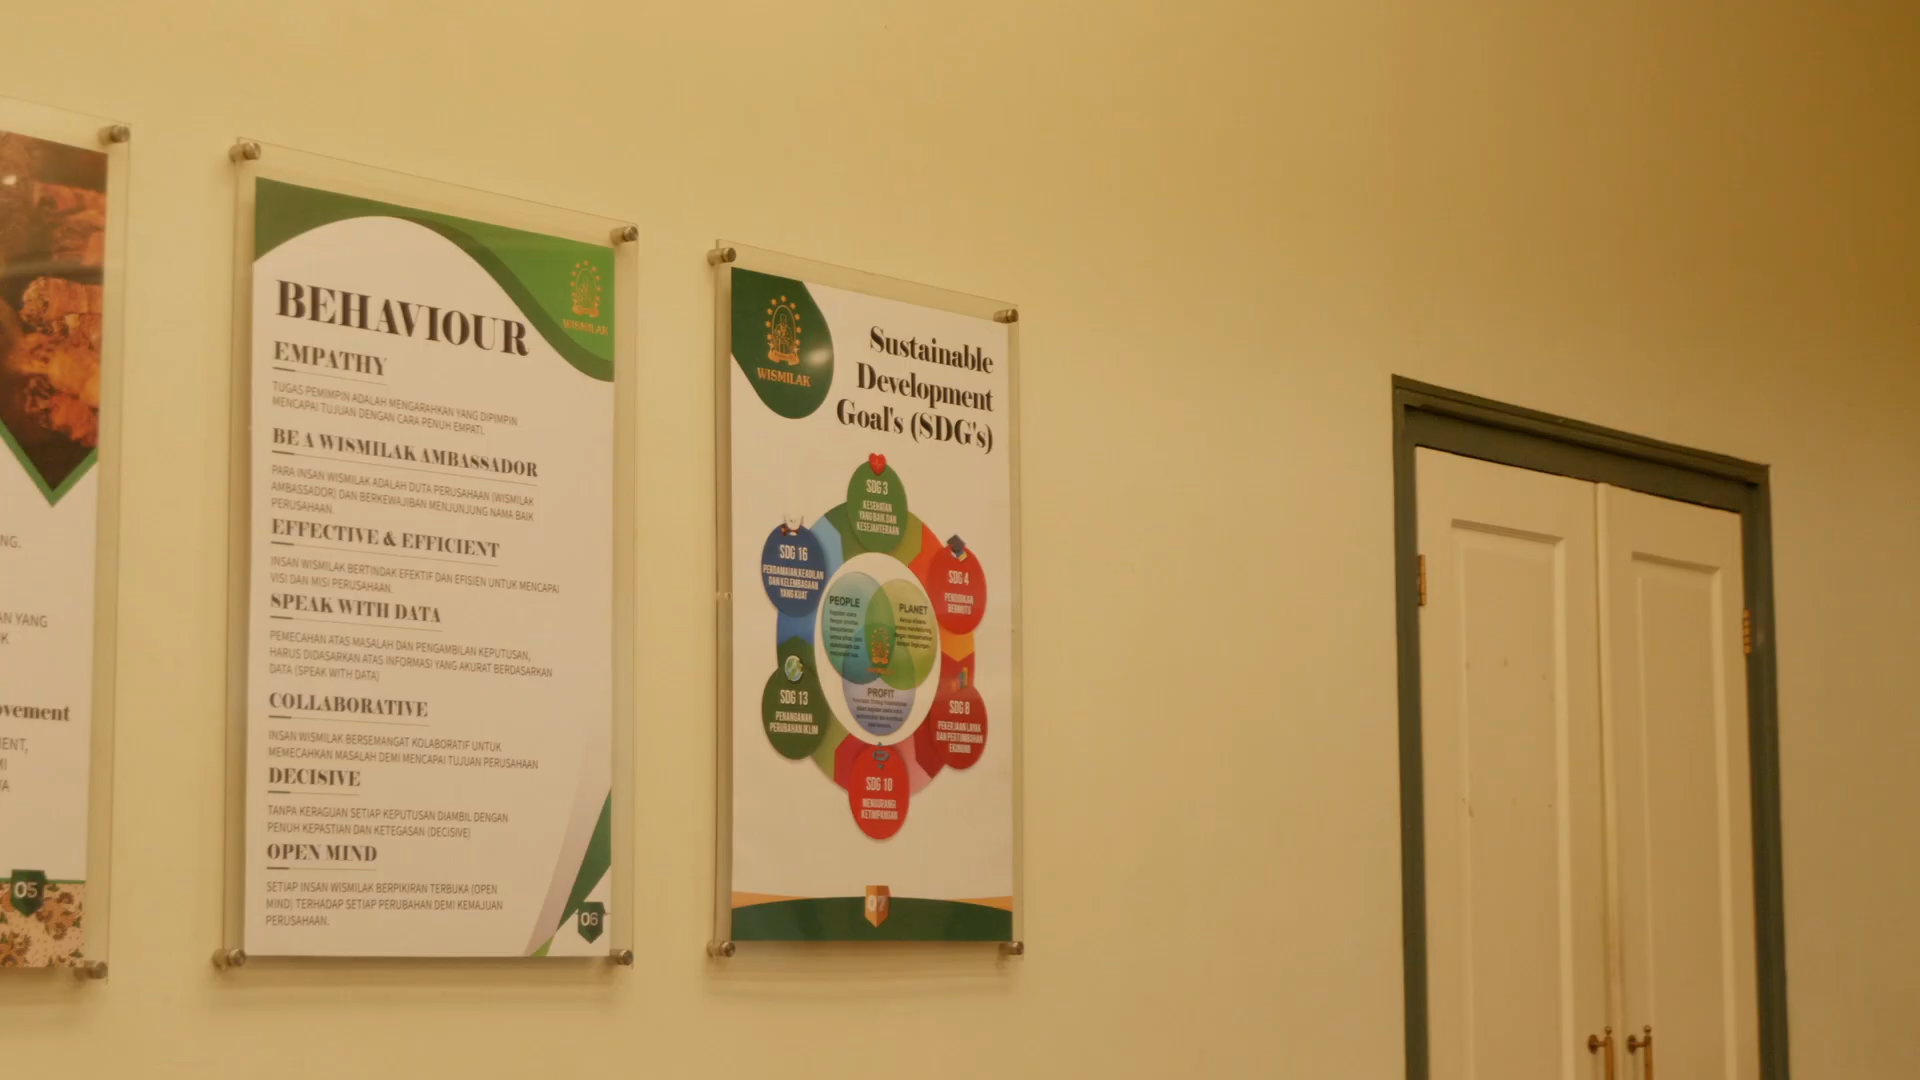 NG.
AN YANG
K
ovement
ENT,
MI
A
05
WISMILAK
BEHAVIOUR
EMPATHY
TUGAS PEMIMPIN ADALAH MENGARAHKAN YANG DIPIMPIN
MENCAPAI TUJUAN DENGAN CARA PENUH EMPATI.
BE A WISMILAK AMBASSADOR
PARA INSAN WISMILAK ADALAH DUTA PERUSAHAAN (WISMILAK
AMBASSADOR) DAN BERKEWAJIBAN MENJUNJUNG NAMA BAIK
PERUSAHAAN.
EFFECTIVE & EFFICIENT
INSAN WISMILAK BERTINDAK EFEKTIF DAN EFISIEN UNTUK MENCAPAI
VISI DAN MISI PERUSAHAAN.
SPEAK WITH DATA
PEMECAHAN ATAS MASALAH DAN PENGAMBILAN KEPUTUSAN,
HARUS DIDASARKAN ATAS INFORMASI YANG AKURAT BERDASARKAN
DATA (SPEAK WITH DATA)
COLLABORATIVE
INSAN WISMILAK BERSEMANGAT KOLABORATIF UNTUK
MEMECAHKAN MASALAH DEMI MENCAPAI TUJUAN PERUSAHAAN
DECISIVE
TANPA KERAGUAN SETIAP KEPUTUSAN DIAMBIL DENGAN
PENUH KEPASTIAN DAN KETEGASAN (DECISIVE)
OPEN MIND
SETIAP INSAN WISMILAK BERPIKIRAN TERBUKA (OPEN
MIND) TERHADAP SETIAP PERUBAHAN DEMI KEMAJUAN
PERUSAHAAN.
06
WISMILAK
Sustainable
Development
Goal's (SDG's)
SDG 3
KESEHATAN
YANG BAIK DAN
KESEJAHTERAAN
SDG 16
PERDAMAIAN, KEADILAN
DAN KELEMBAGAAN
YANG KUAT
SDG 4
PENDIDIKAN
BERMUTU
PEOPLE
PLANET
PROFIT
SDG 13
PENANGANAN
PERUBAHAN IKLIM
SDG 8
PEKERJAAN LAYAK
DAN PERTUMBUHAN
EKONOMI
SDG 10
MENGURANGI
KETIMPANGAN
07